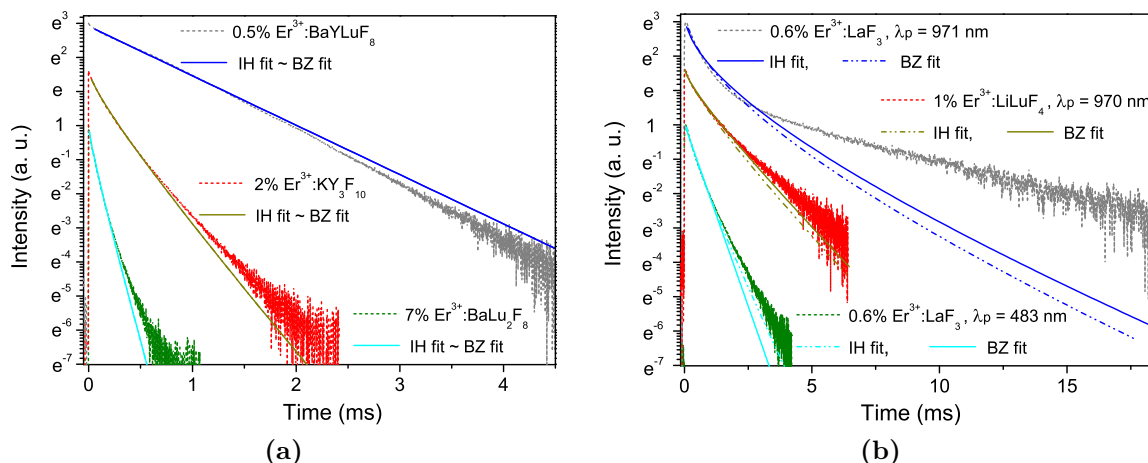 e³
e²
e
1
e⁻¹
e⁻²
e⁻³
e⁻⁴
e⁻⁵
e⁻⁶
e⁻⁷
Intensity (a. u.)
0.5% Er³⁺:BaYLuF₈
IH fit ~ BZ fit
2% Er³⁺:KY₃F₁₀
IH fit ~ BZ fit
7% Er³⁺:BaLu₂F₈
IH fit ~ BZ fit
0 1 2 3 4
Time (ms)
(a)
e³
e²
e
1
e⁻¹
e⁻²
e⁻³
e⁻⁴
e⁻⁵
e⁻⁶
e⁻⁷
Intensity (a. u.)
0.6% Er³⁺:LaF₃ , λₚ = 971 nm
IH fit, BZ fit
1% Er³⁺:LiLuF₄ , λₚ = 970 nm
IH fit, BZ fit
0.6% Er³⁺:LaF₃ , λₚ = 483 nm
IH fit, BZ fit
0 5 10 15
Time (ms)
(b)